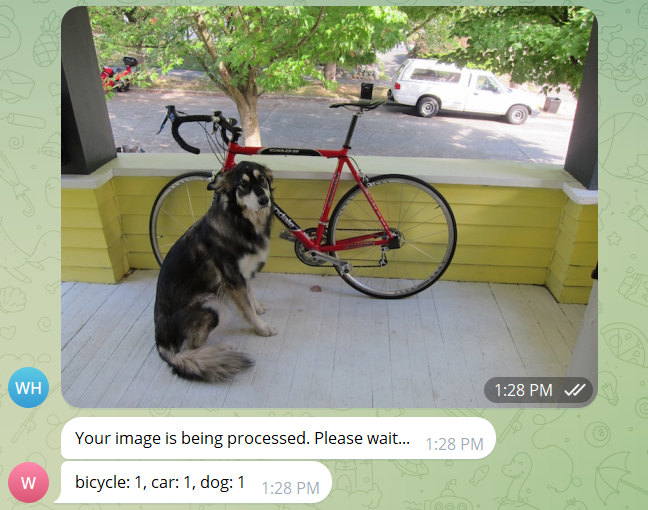 WH
1:28 PM
Your image is being processed. Please wait...
1:28 PM
W
bicycle: 1, car: 1, dog: 1
1:28 PM